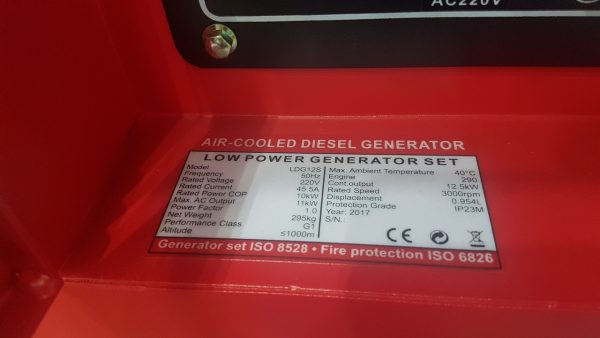 AC220V
AIR-COOLED DIESEL GENERATOR
LOW POWER GENERATOR SET
Model LDG12S
Frequency 50Hz
Rated Voltage 220V
Rated Current 45.5A
Rated Power COP 10kW
Max. AC Output 11kW
Power Factor 1.0
Net Weight 295kg
Performance Class G1
Altitude ≤1000m
Max. Ambient Temperature 40°C
Engine 290
Cont.output 12.5kW
Rated Speed 3000rpm
Displacement 0.954L
Protection Grade IP23M
Year: 2017
S/N.:
CE
Generator set ISO 8528 • Fire protection ISO 6826